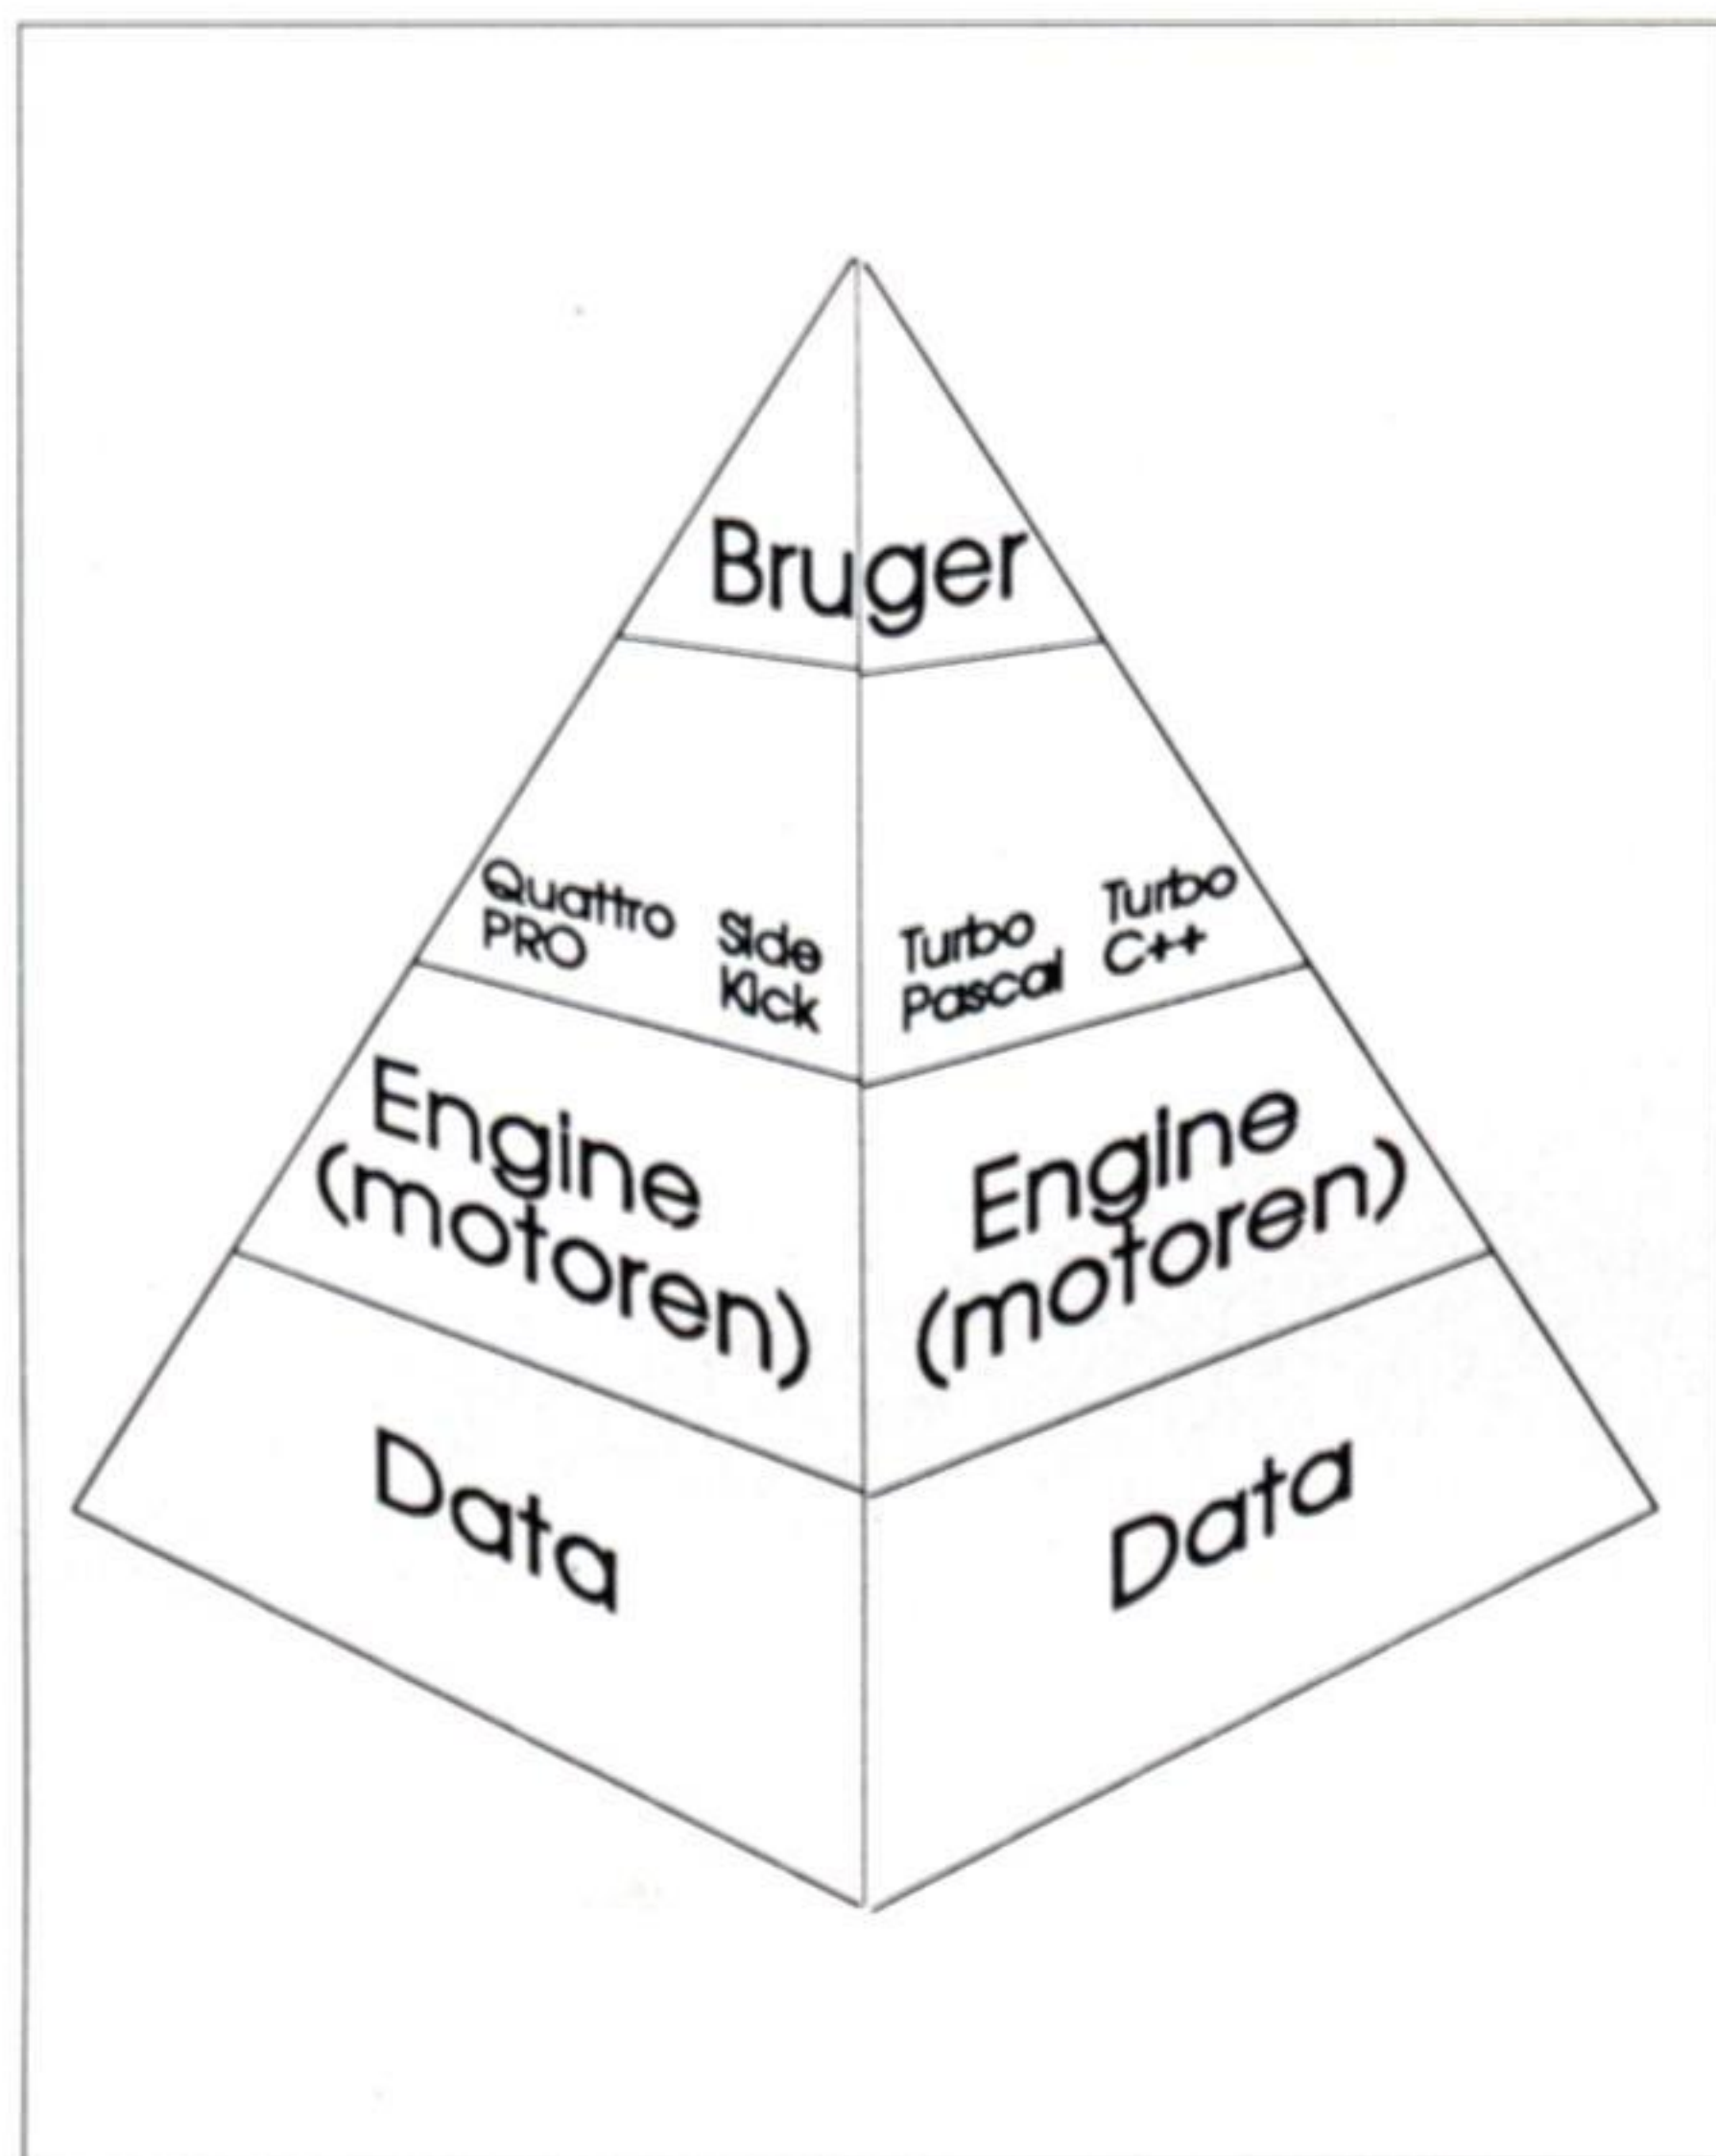 Bruger
Quattro
PRO
Side
Kick
Turbo
Pascal
Turbo
C++
Engine
(motoren)
Engine
(motoren)
Data
Data